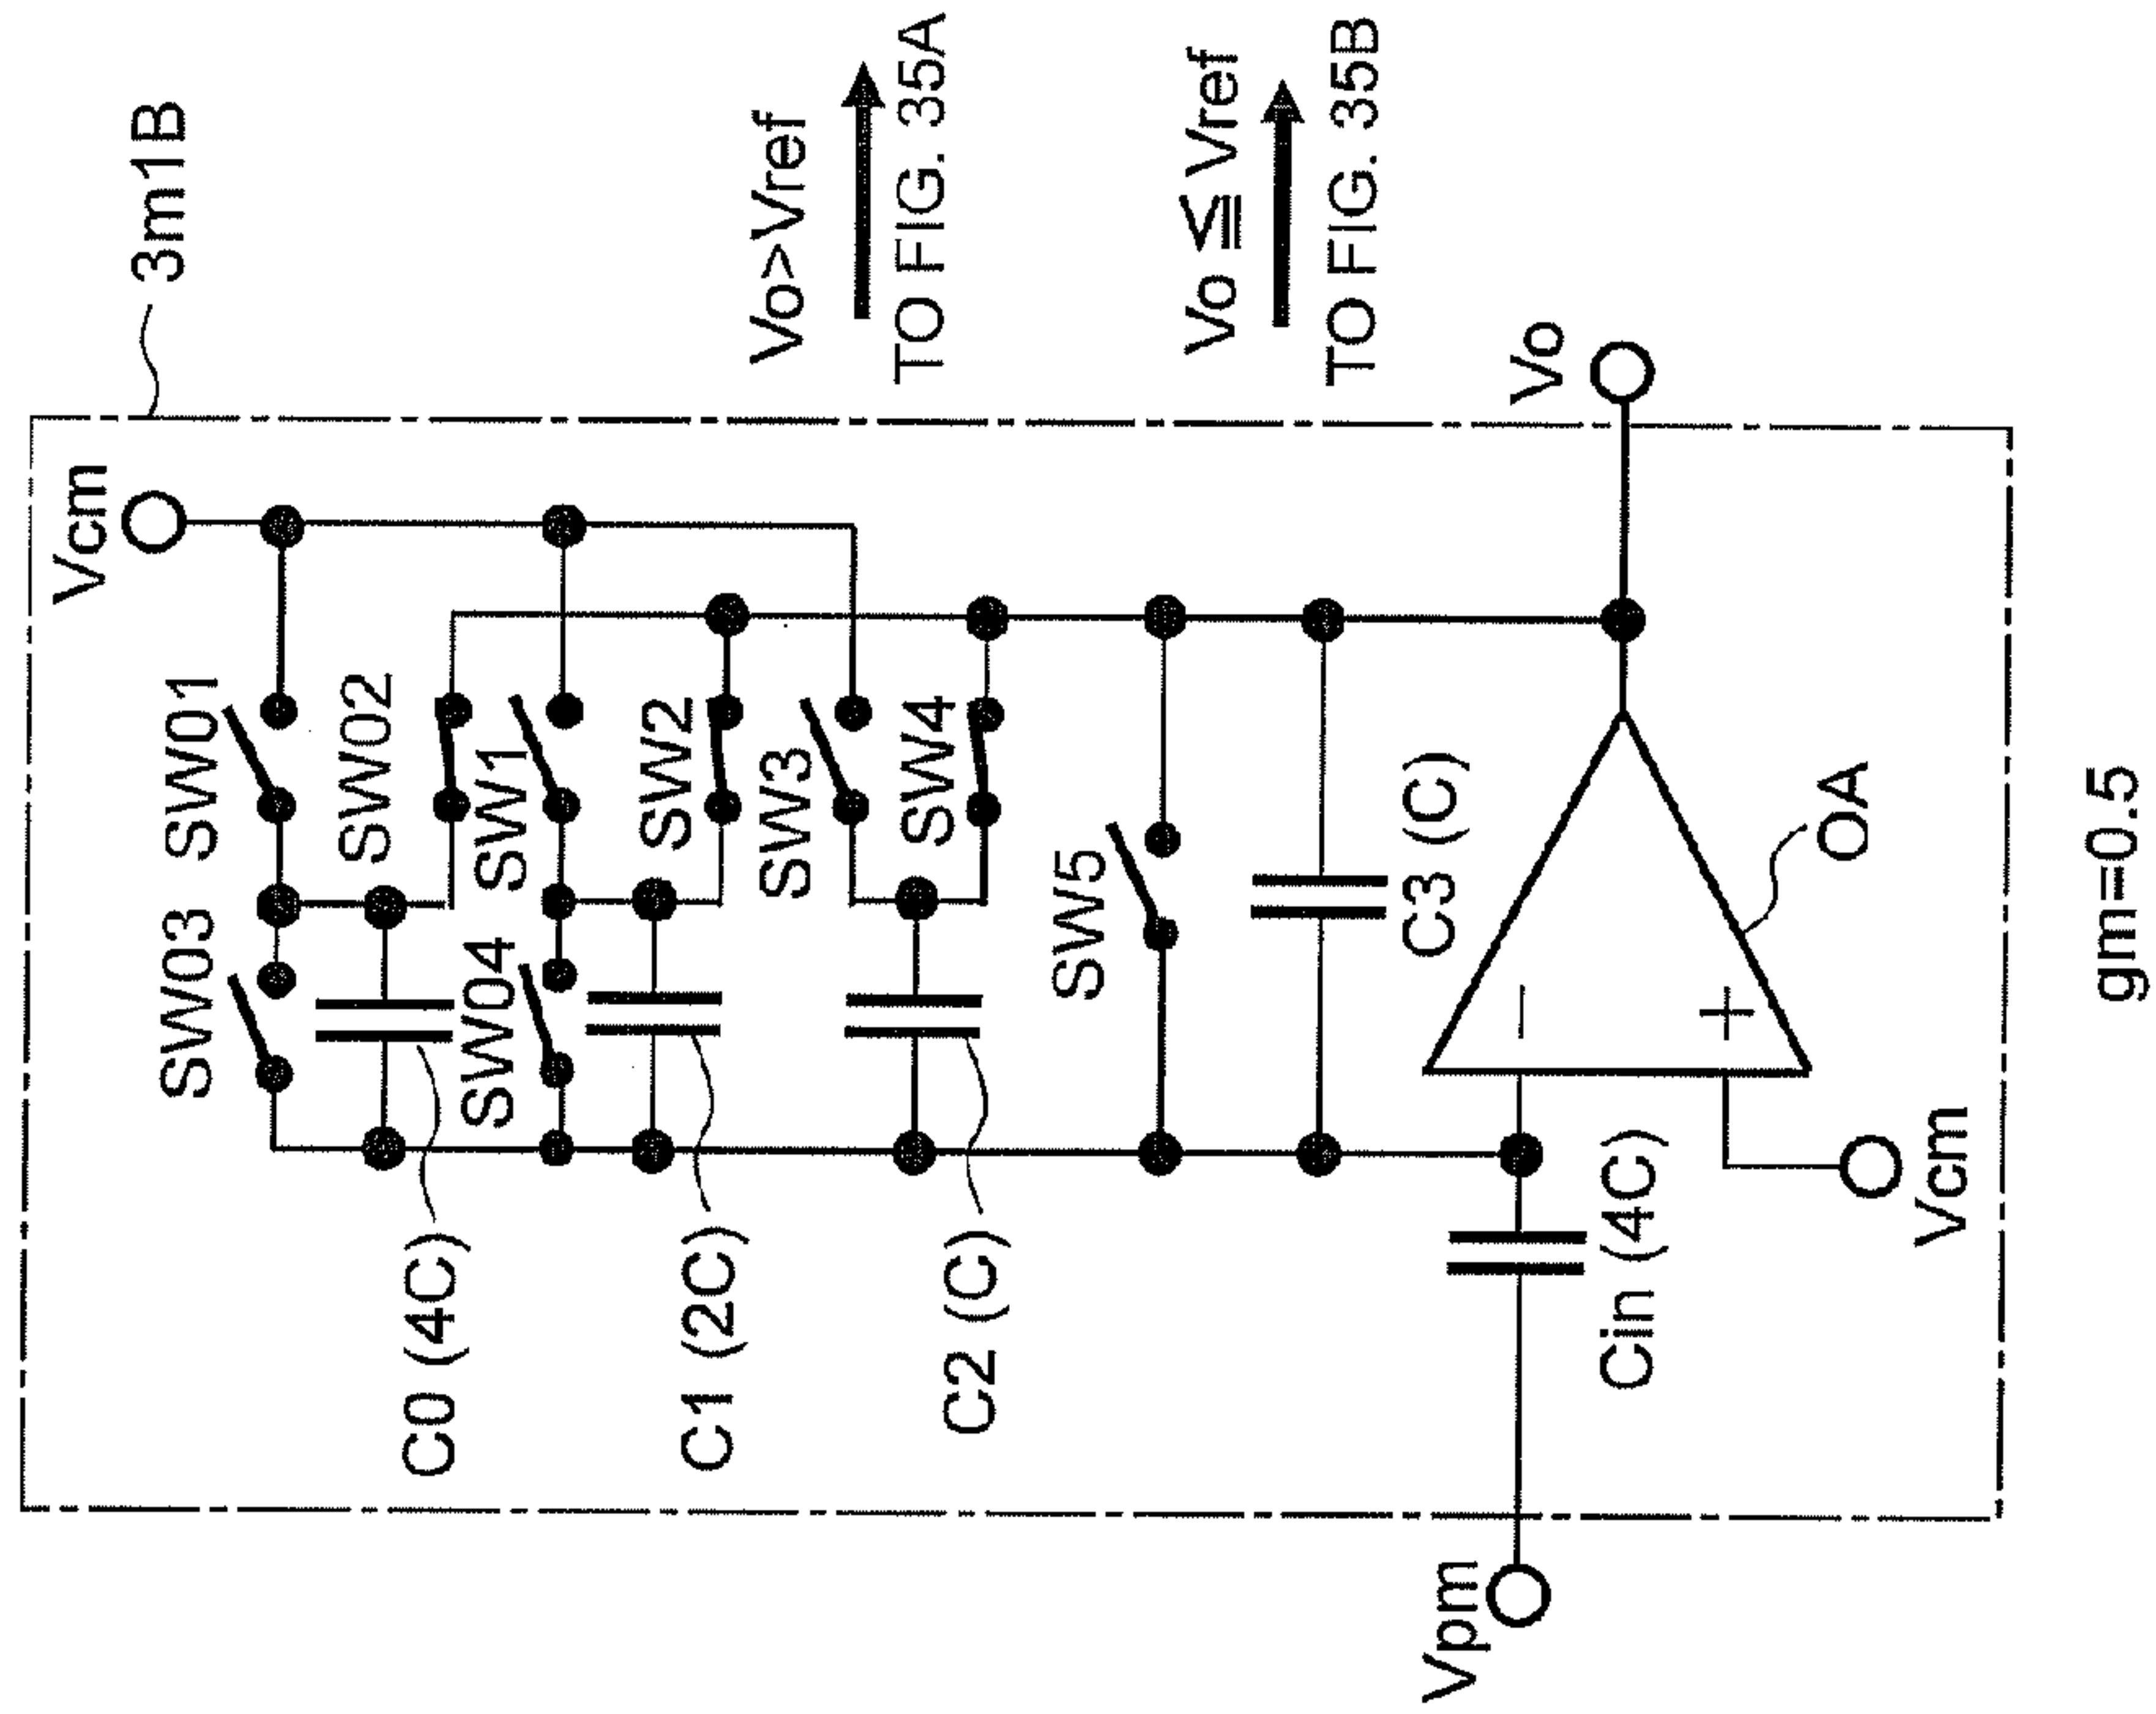 3m1B
Vcm
SW01
SW03
SW02
C0 (4C)
SW1
SW04
SW2
C1 (2C)
SW3
SW4
C2 (C)
SW5
C3 (C)
Vo>Vref
TO FIG. 35A
Vo ≦ Vref
TO FIG. 35B
Vo
Vpm
Cin (4C)
−
+
OA
Vcm
gm=0.5